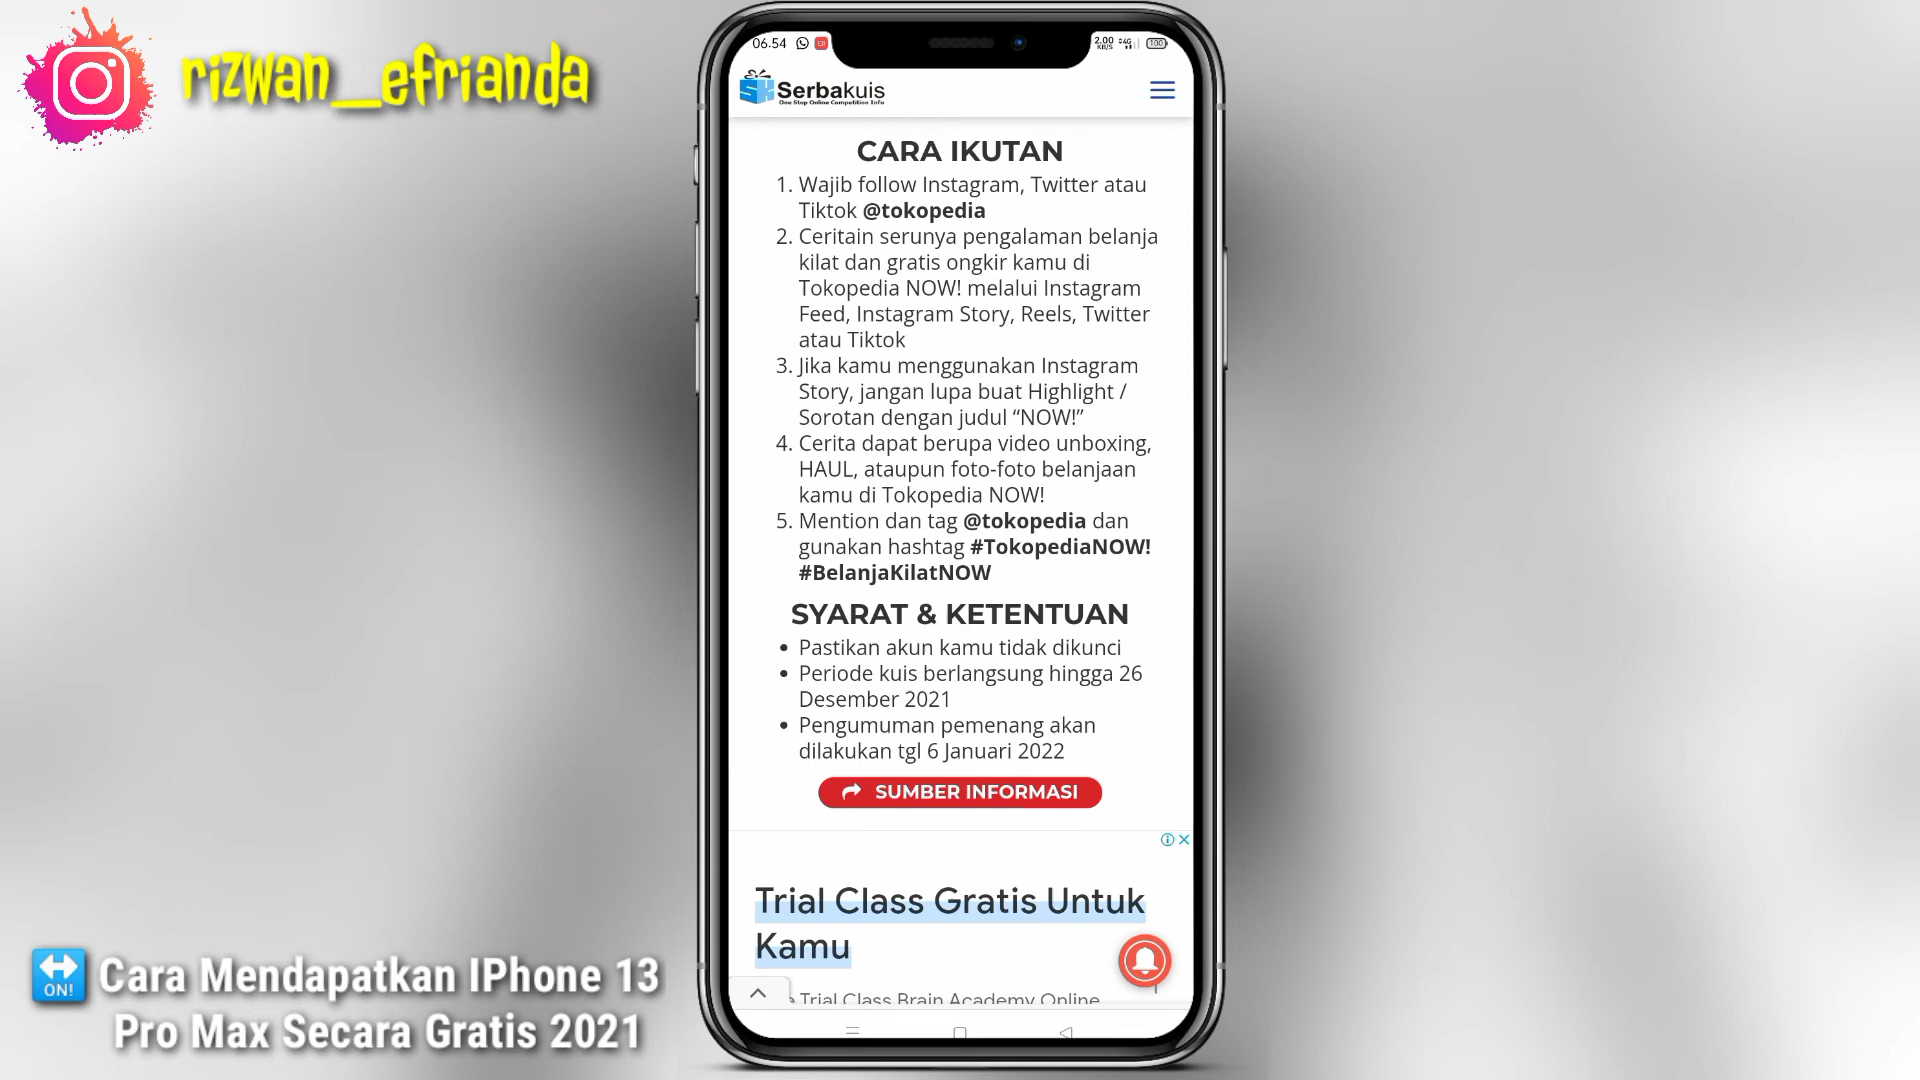 rizwan__efrianda
06.54
2.00 KB/S
4G
100
Serbakuis
One Stop Online Competition Info
CARA IKUTAN
1. Wajib follow Instagram, Twitter atau
Tiktok @tokopedia
2. Ceritain serunya pengalaman belanja
kilat dan gratis ongkir kamu di
Tokopedia NOW! melalui Instagram
Feed, Instagram Story, Reels, Twitter
atau Tiktok
3. Jika kamu menggunakan Instagram
Story, jangan lupa buat Highlight /
Sorotan dengan judul “NOW!”
4. Cerita dapat berupa video unboxing,
HAUL, ataupun foto-foto belanjaan
kamu di Tokopedia NOW!
5. Mention dan tag @tokopedia dan
gunakan hashtag #TokopediaNOW!
#BelanjaKilatNOW
SYARAT & KETENTUAN
• Pastikan akun kamu tidak dikunci
• Periode kuis berlangsung hingga 26
Desember 2021
• Pengumuman pemenang akan
dilakukan tgl 6 Januari 2022
SUMBER INFORMASI
Trial Class Gratis Untuk
Kamu
Trial Class Brain Academy Online
ON!
Cara Mendapatkan IPhone 13
Pro Max Secara Gratis 2021